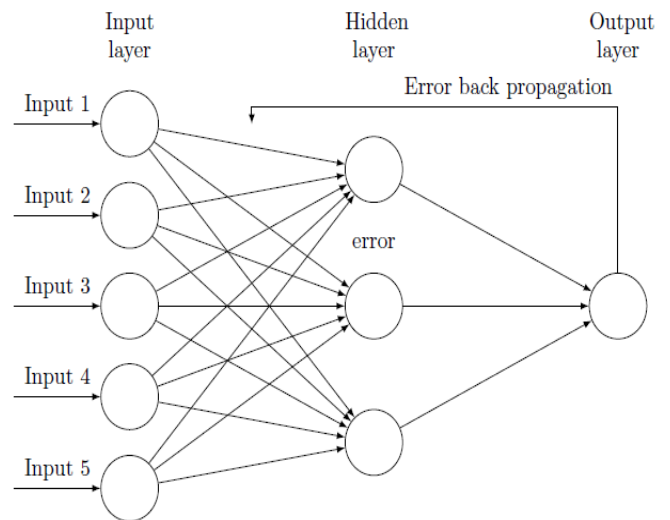 Input
layer
Hidden
layer
Output
layer
Error back propagation
Input 1
Input 2
error
Input 3
Input 4
Input 5